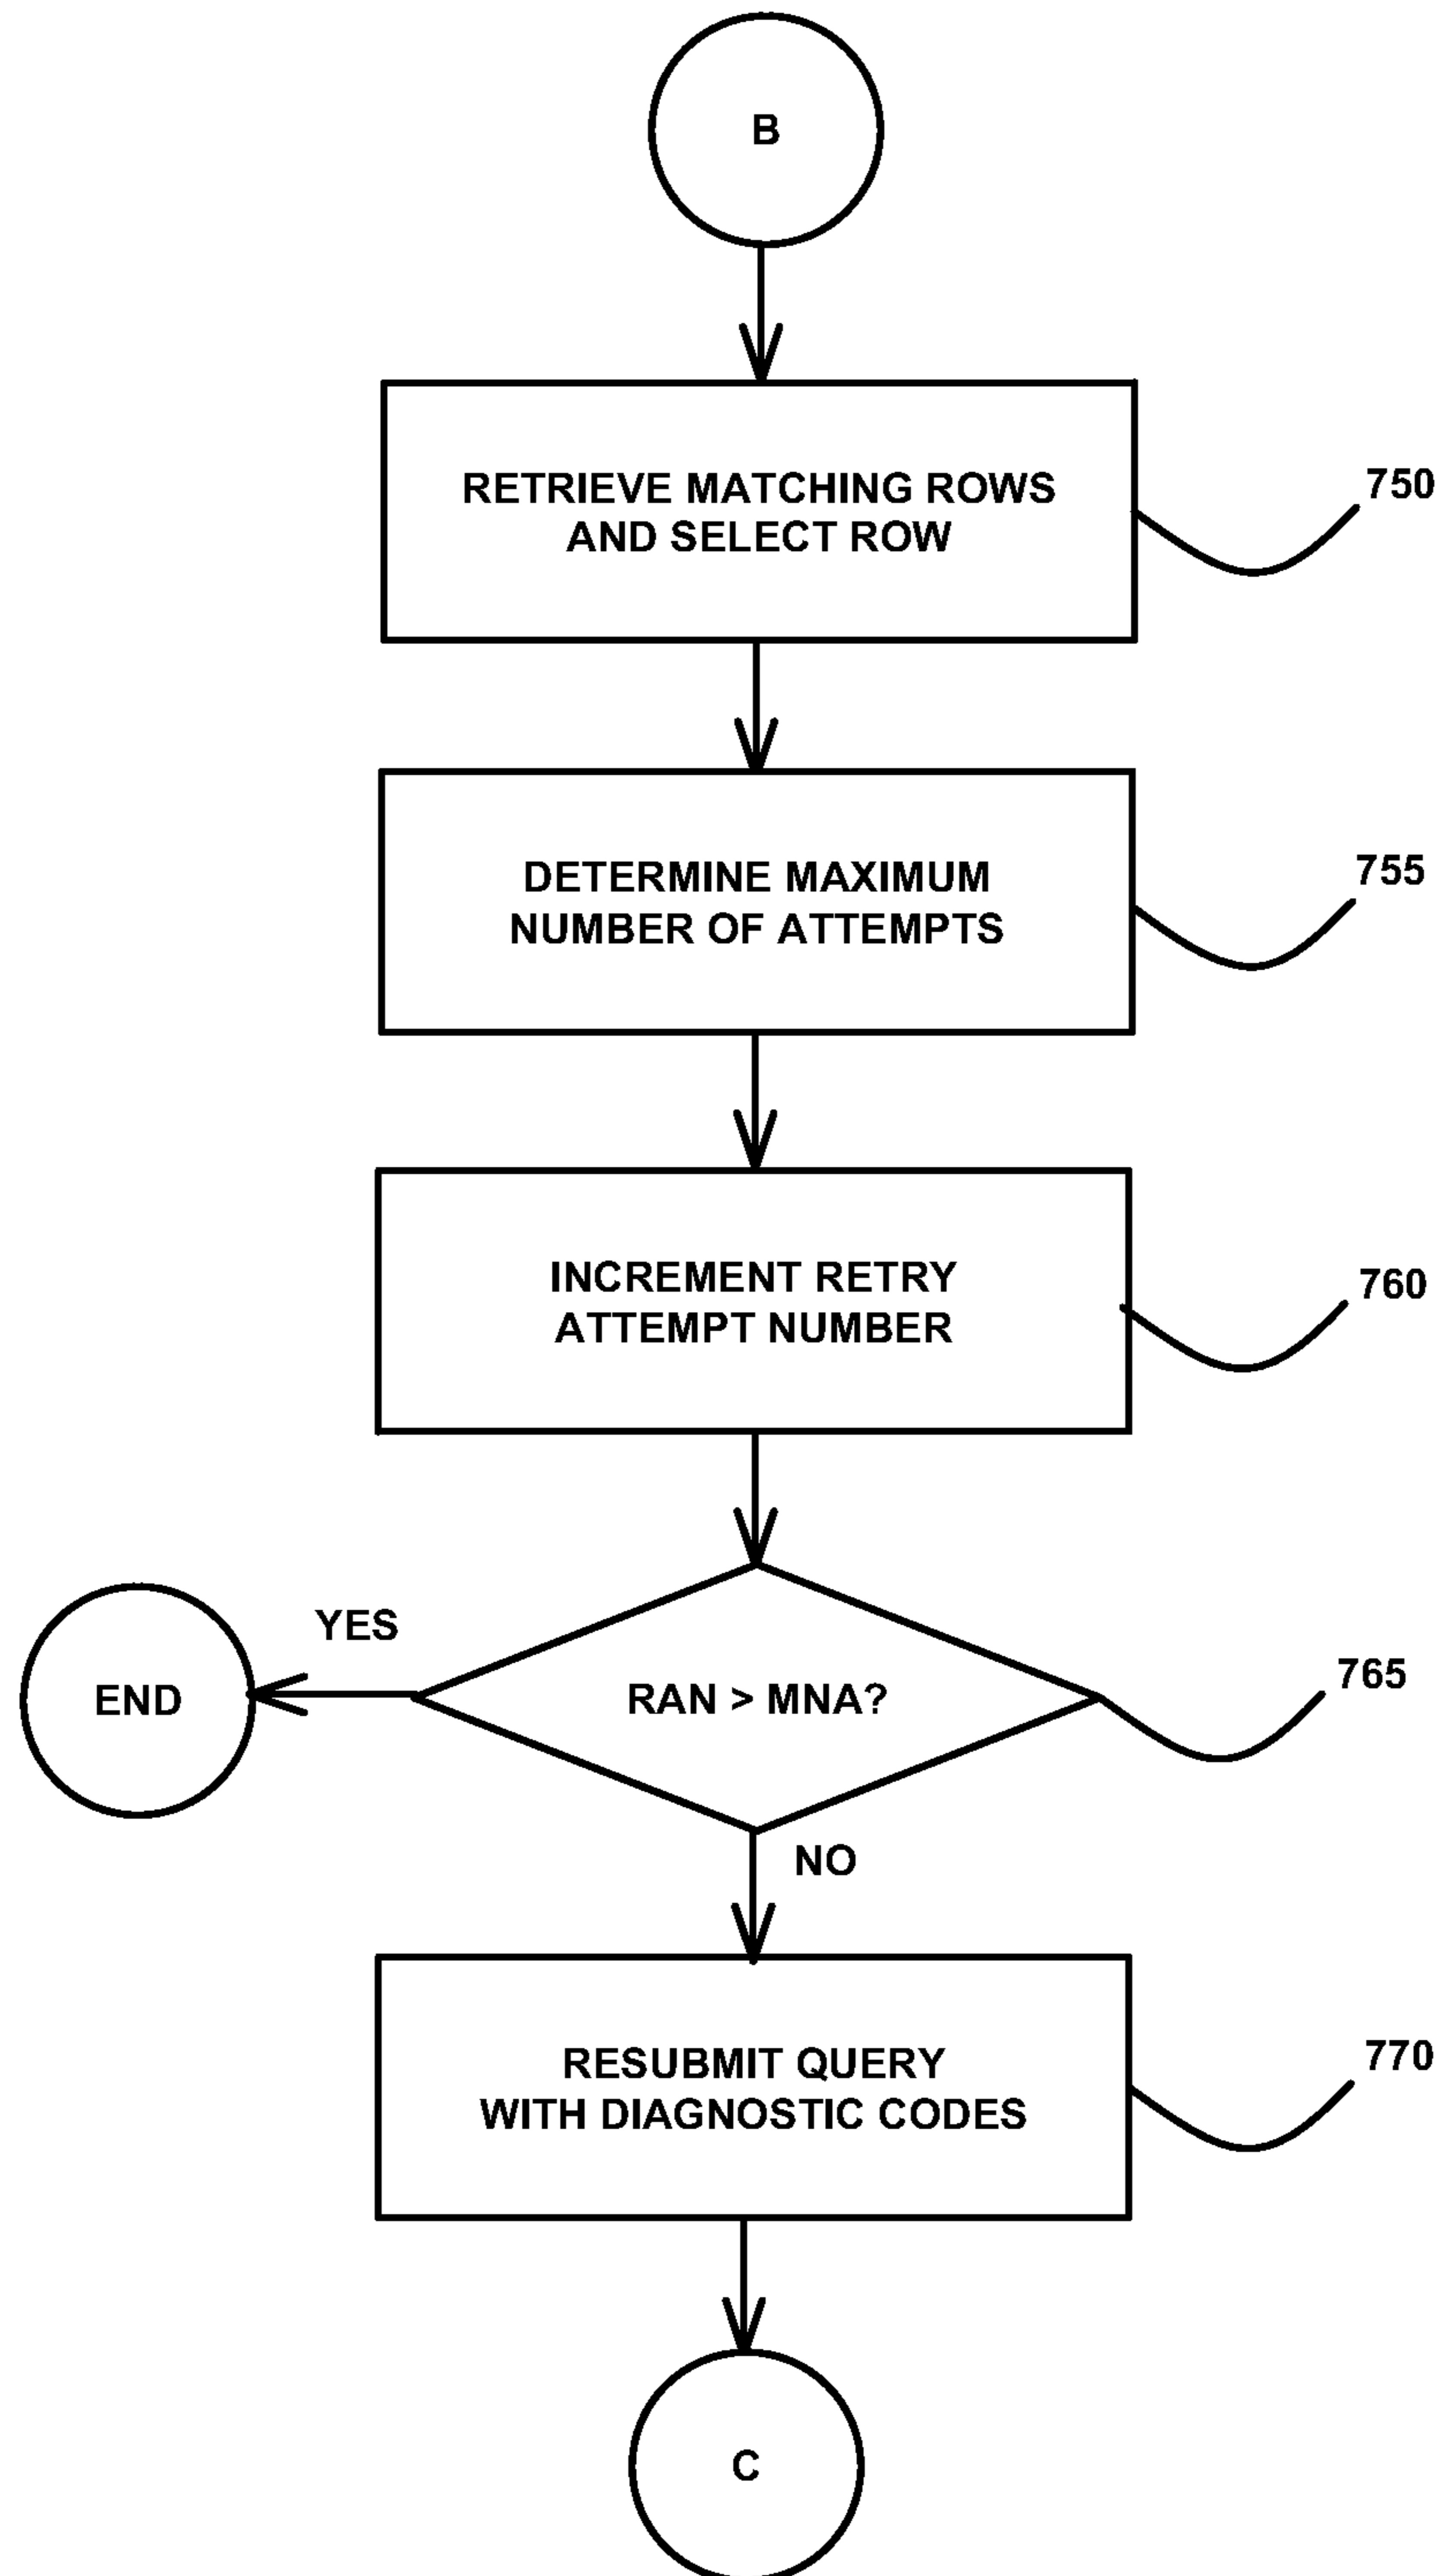 B
RETRIEVE MATCHING ROWS
AND SELECT ROW
750
DETERMINE MAXIMUM
NUMBER OF ATTEMPTS
755
INCREMENT RETRY
ATTEMPT NUMBER
760
YES
END
RAN > MNA?
765
NO
RESUBMIT QUERY
WITH DIAGNOSTIC CODES
770
C